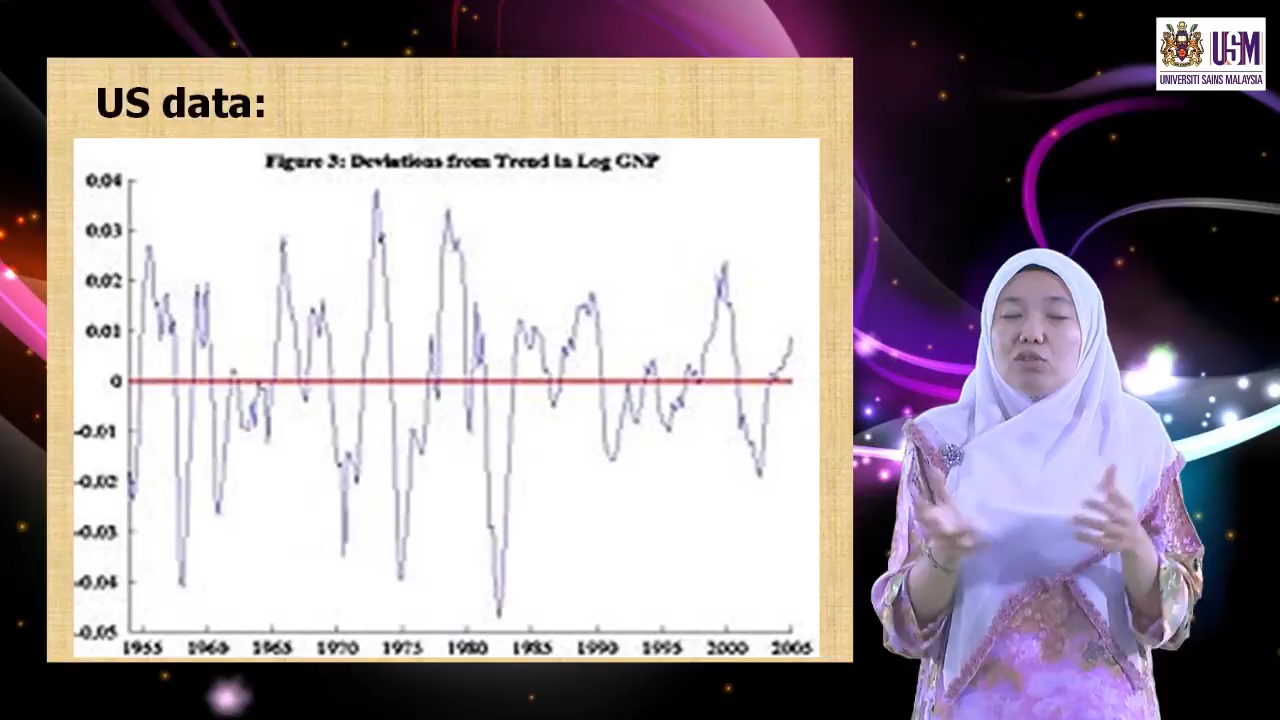 US data:
Figure 3: Deviations from Trend in Log GNP
0.04
0.03
0.02
0.01
0
-0.01
-0.02
-0.03
-0.04
-0.05
1955 1960 1965 1970 1975 1980 1985 1990 1995 2000 2005
USM
UNIVERSITI SAINS MALAYSIA